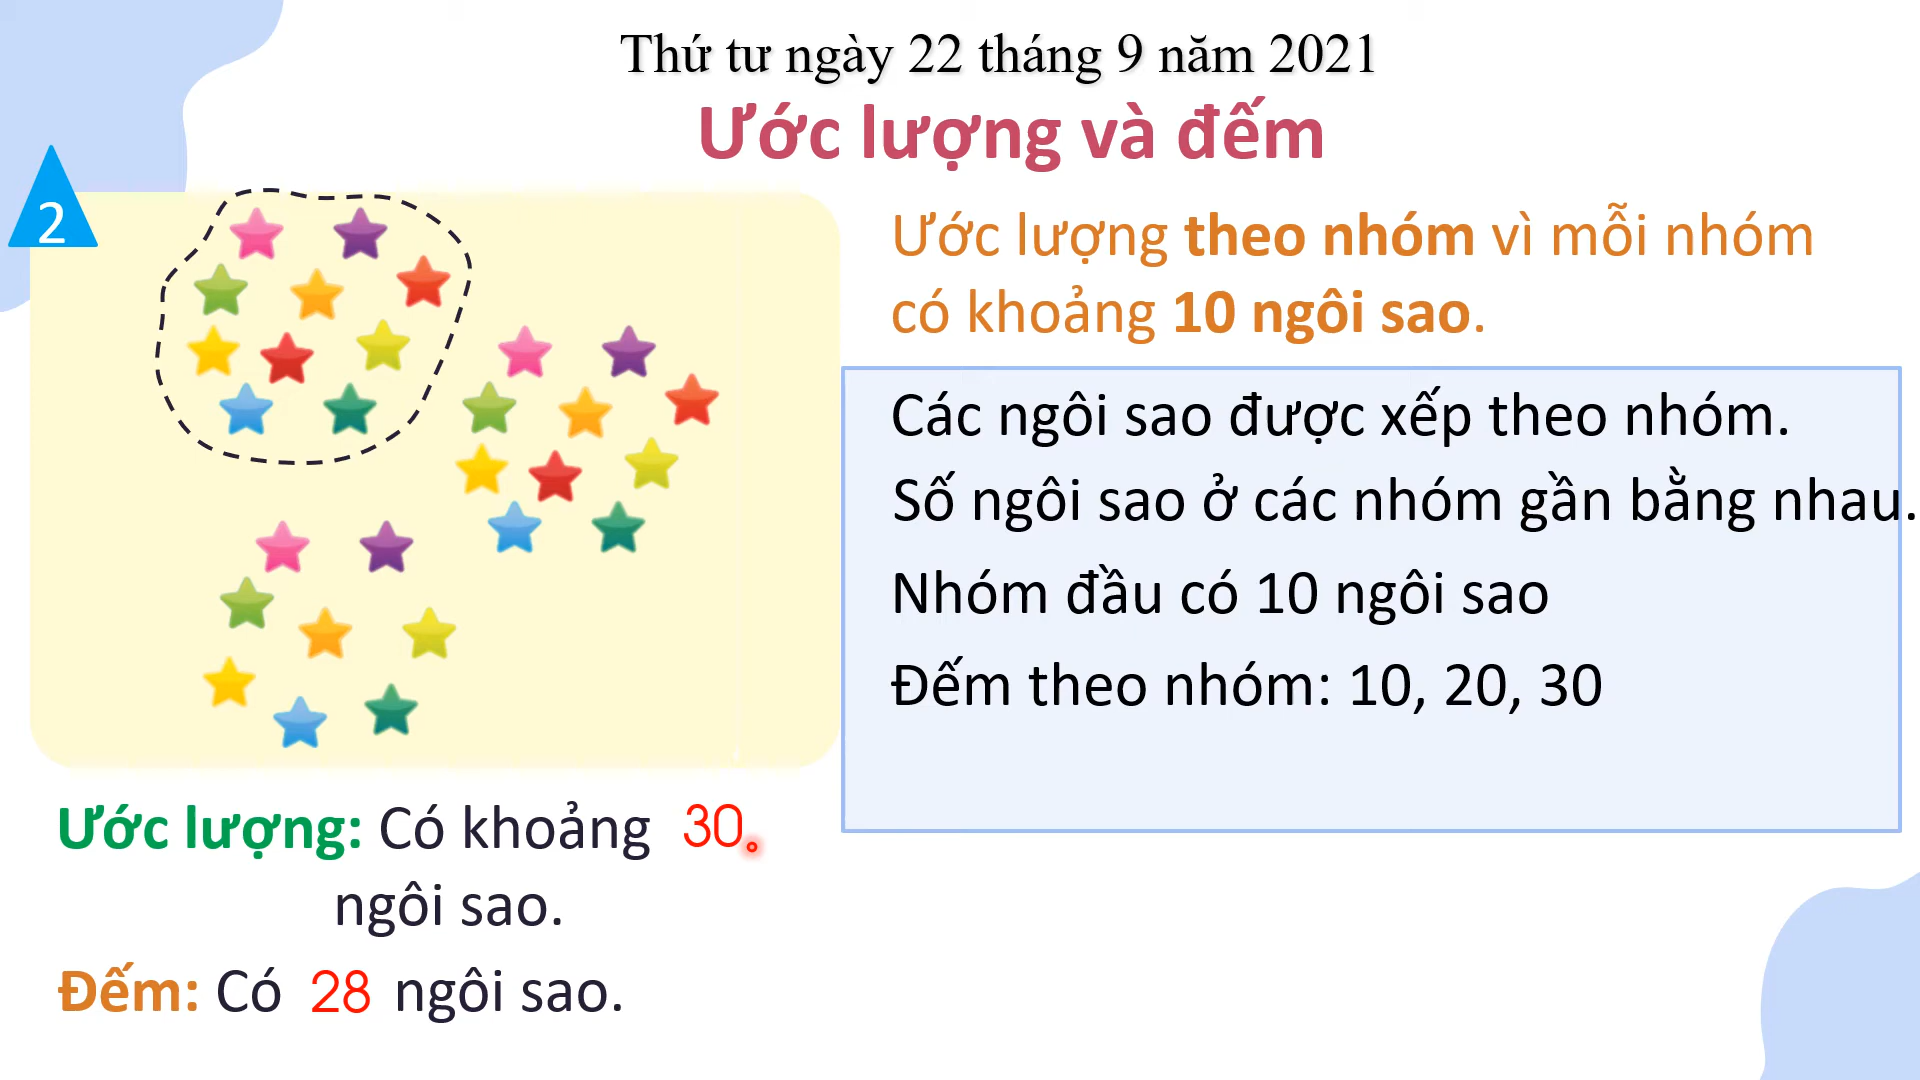 Thứ tư ngày 22 tháng 9 năm 2021
Ước lượng và đếm
2
Ước lượng theo nhóm vì mỗi nhóm
có khoảng 10 ngôi sao.
Các ngôi sao được xếp theo nhóm.
Số ngôi sao ở các nhóm gần bằng nhau.
Nhóm đầu có 10 ngôi sao
Đếm theo nhóm: 10, 20, 30
Ước lượng: Có khoảng 30
ngôi sao.
Đếm: Có 28 ngôi sao.